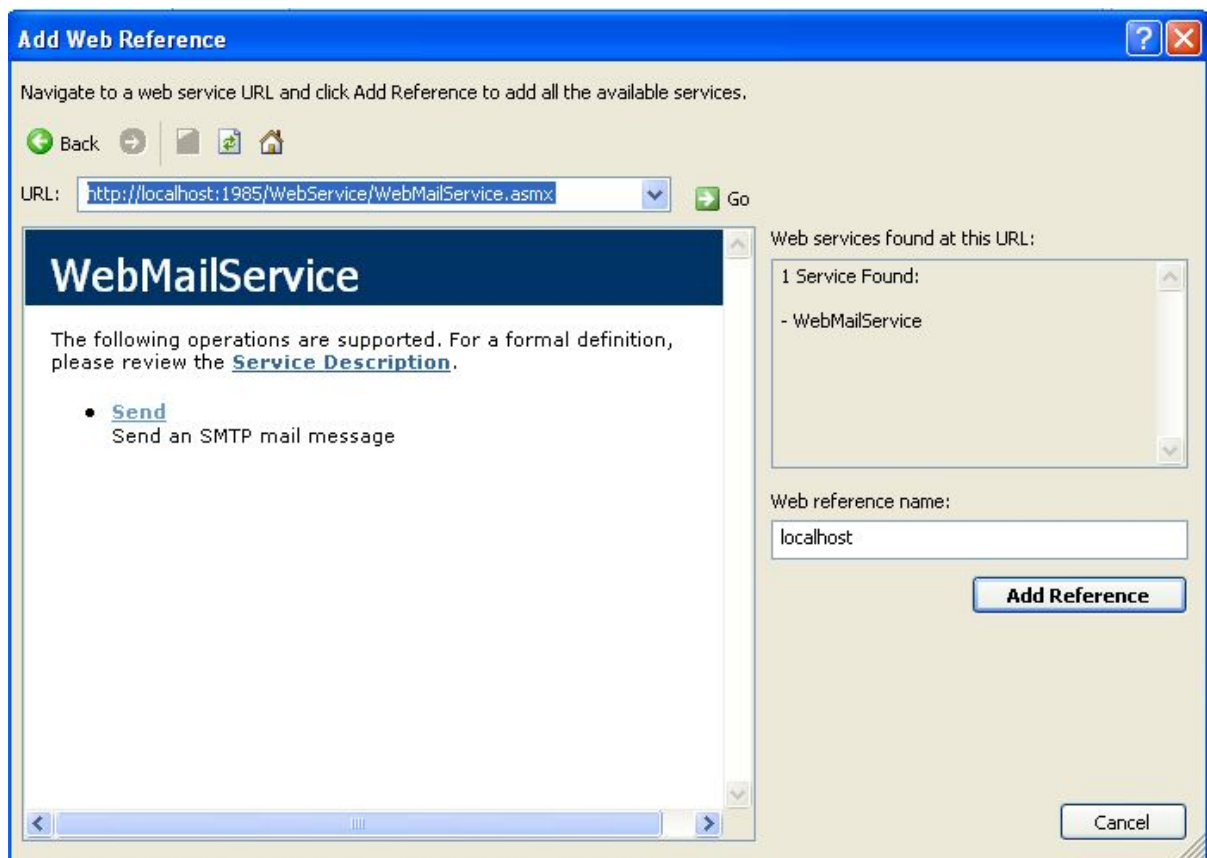 Add Web Reference
Navigate to a web service URL and click Add Reference to add all the available services.
Back
URL: http://localhost:1985/WebService/WebMailService.asmx Go
WebMailService
The following operations are supported. For a formal definition,
please review the Service Description.
• Send
Send an SMTP mail message
Web services found at this URL:
1 Service Found:
- WebMailService
Web reference name:
localhost
Add Reference
Cancel